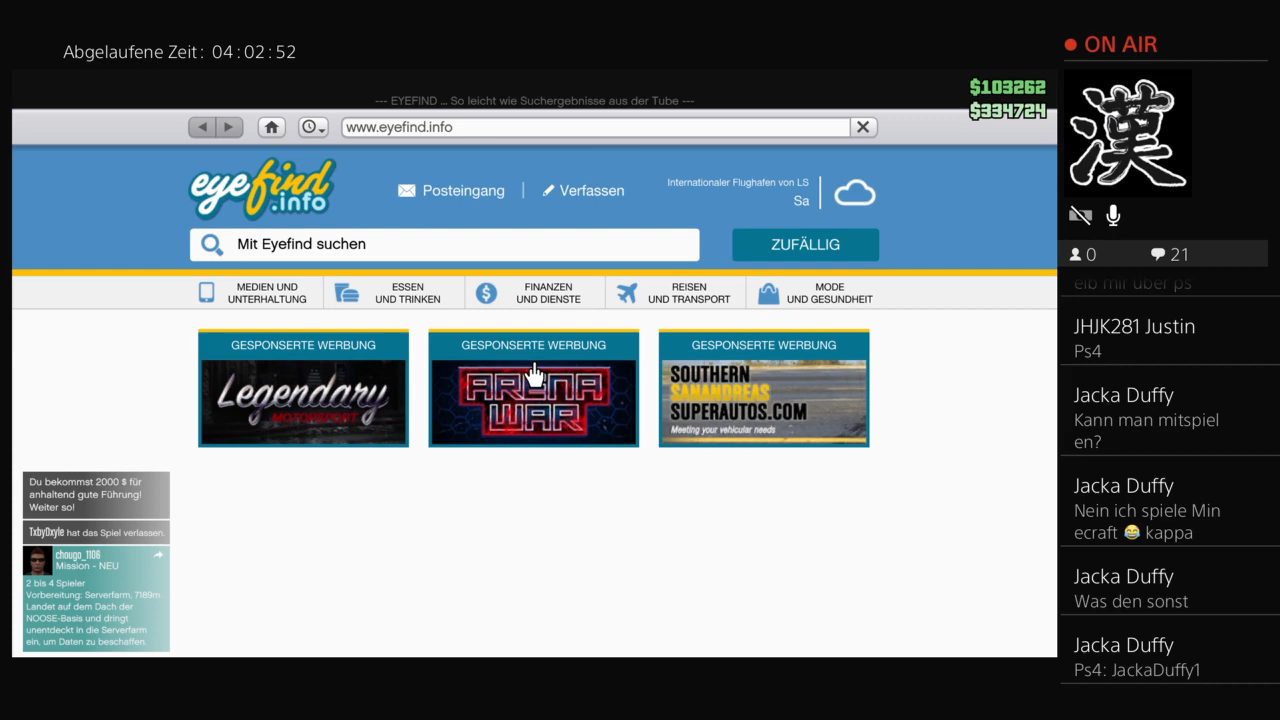 Abgelaufene Zeit: 04:02:52
--- EYEFIND ... So leicht wie Suchergebnisse aus der Tube ---
$103262
$334724
www.eyefind.info
eyefind
.info
Posteingang
Verfassen
Internationaler Flughafen von LS
Sa
Mit Eyefind suchen
ZUFÄLLIG
MEDIEN UND
UNTERHALTUNG
ESSEN
UND TRINKEN
FINANZEN
UND DIENSTE
REISEN
UND TRANSPORT
MODE
UND GESUNDHEIT
GESPONSERTE WERBUNG
Legendary
MOTORSPORT
GESPONSERTE WERBUNG
ARENA
WAR
GESPONSERTE WERBUNG
SOUTHERN
SANANDREAS
SUPERAUTOS.COM
Meeting your vehicular needs
Du bekommst 2000 $ für
anhaltend gute Führung!
Weiter so!
TxbyDxyle hat das Spiel verlassen.
chougo_1106
Mission - NEU
2 bis 4 Spieler
Vorbereitung: Serverfarm, 7189m
Landet auf dem Dach der
NOOSE-Basis und dringt
unentdeckt in die Serverfarm
ein, um Daten zu beschaffen.
ON AIR
漢
0
21
eib mir über ps
JHJK281 Justin
Ps4
Jacka Duffy
Kann man mitspiel
en?
Jacka Duffy
Nein ich spiele Min
ecraft 😂 kappa
Jacka Duffy
Was den sonst
Jacka Duffy
Ps4: JackaDuffy1